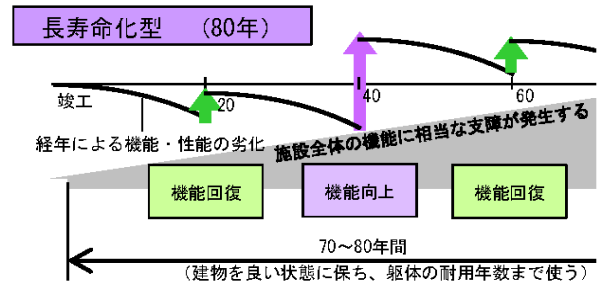 長寿命化型 （80年）
竣工
20
40
60
経年による機能・性能の劣化
施設全体の機能に相当な支障が発生する
機能回復
機能向上
機能回復
70～80年間
（建物を良い状態に保ち、躯体の耐用年数まで使う）